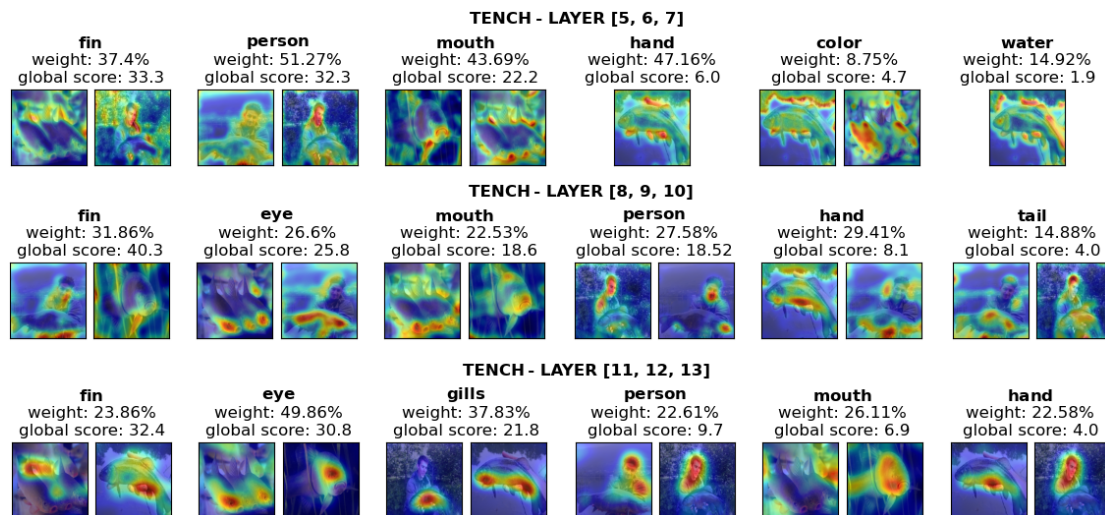 TENCH - LAYER [5, 6, 7]
fin person mouth hand color water
weight: 37.4% weight: 51.27% weight: 43.69% weight: 47.16% weight: 8.75% weight: 14.92%
global score: 33.3 global score: 32.3 global score: 22.2 global score: 6.0 global score: 4.7 global score: 1.9
TENCH - LAYER [8, 9, 10]
fin eye mouth person hand tail
weight: 31.86% weight: 26.6% weight: 22.53% weight: 27.58% weight: 29.41% weight: 14.88%
global score: 40.3 global score: 25.8 global score: 18.6 global score: 18.52 global score: 8.1 global score: 4.0
TENCH - LAYER [11, 12, 13]
fin eye gills person mouth hand
weight: 23.86% weight: 49.86% weight: 37.83% weight: 22.61% weight: 26.11% weight: 22.58%
global score: 32.4 global score: 30.8 global score: 21.8 global score: 9.7 global score: 6.9 global score: 4.0